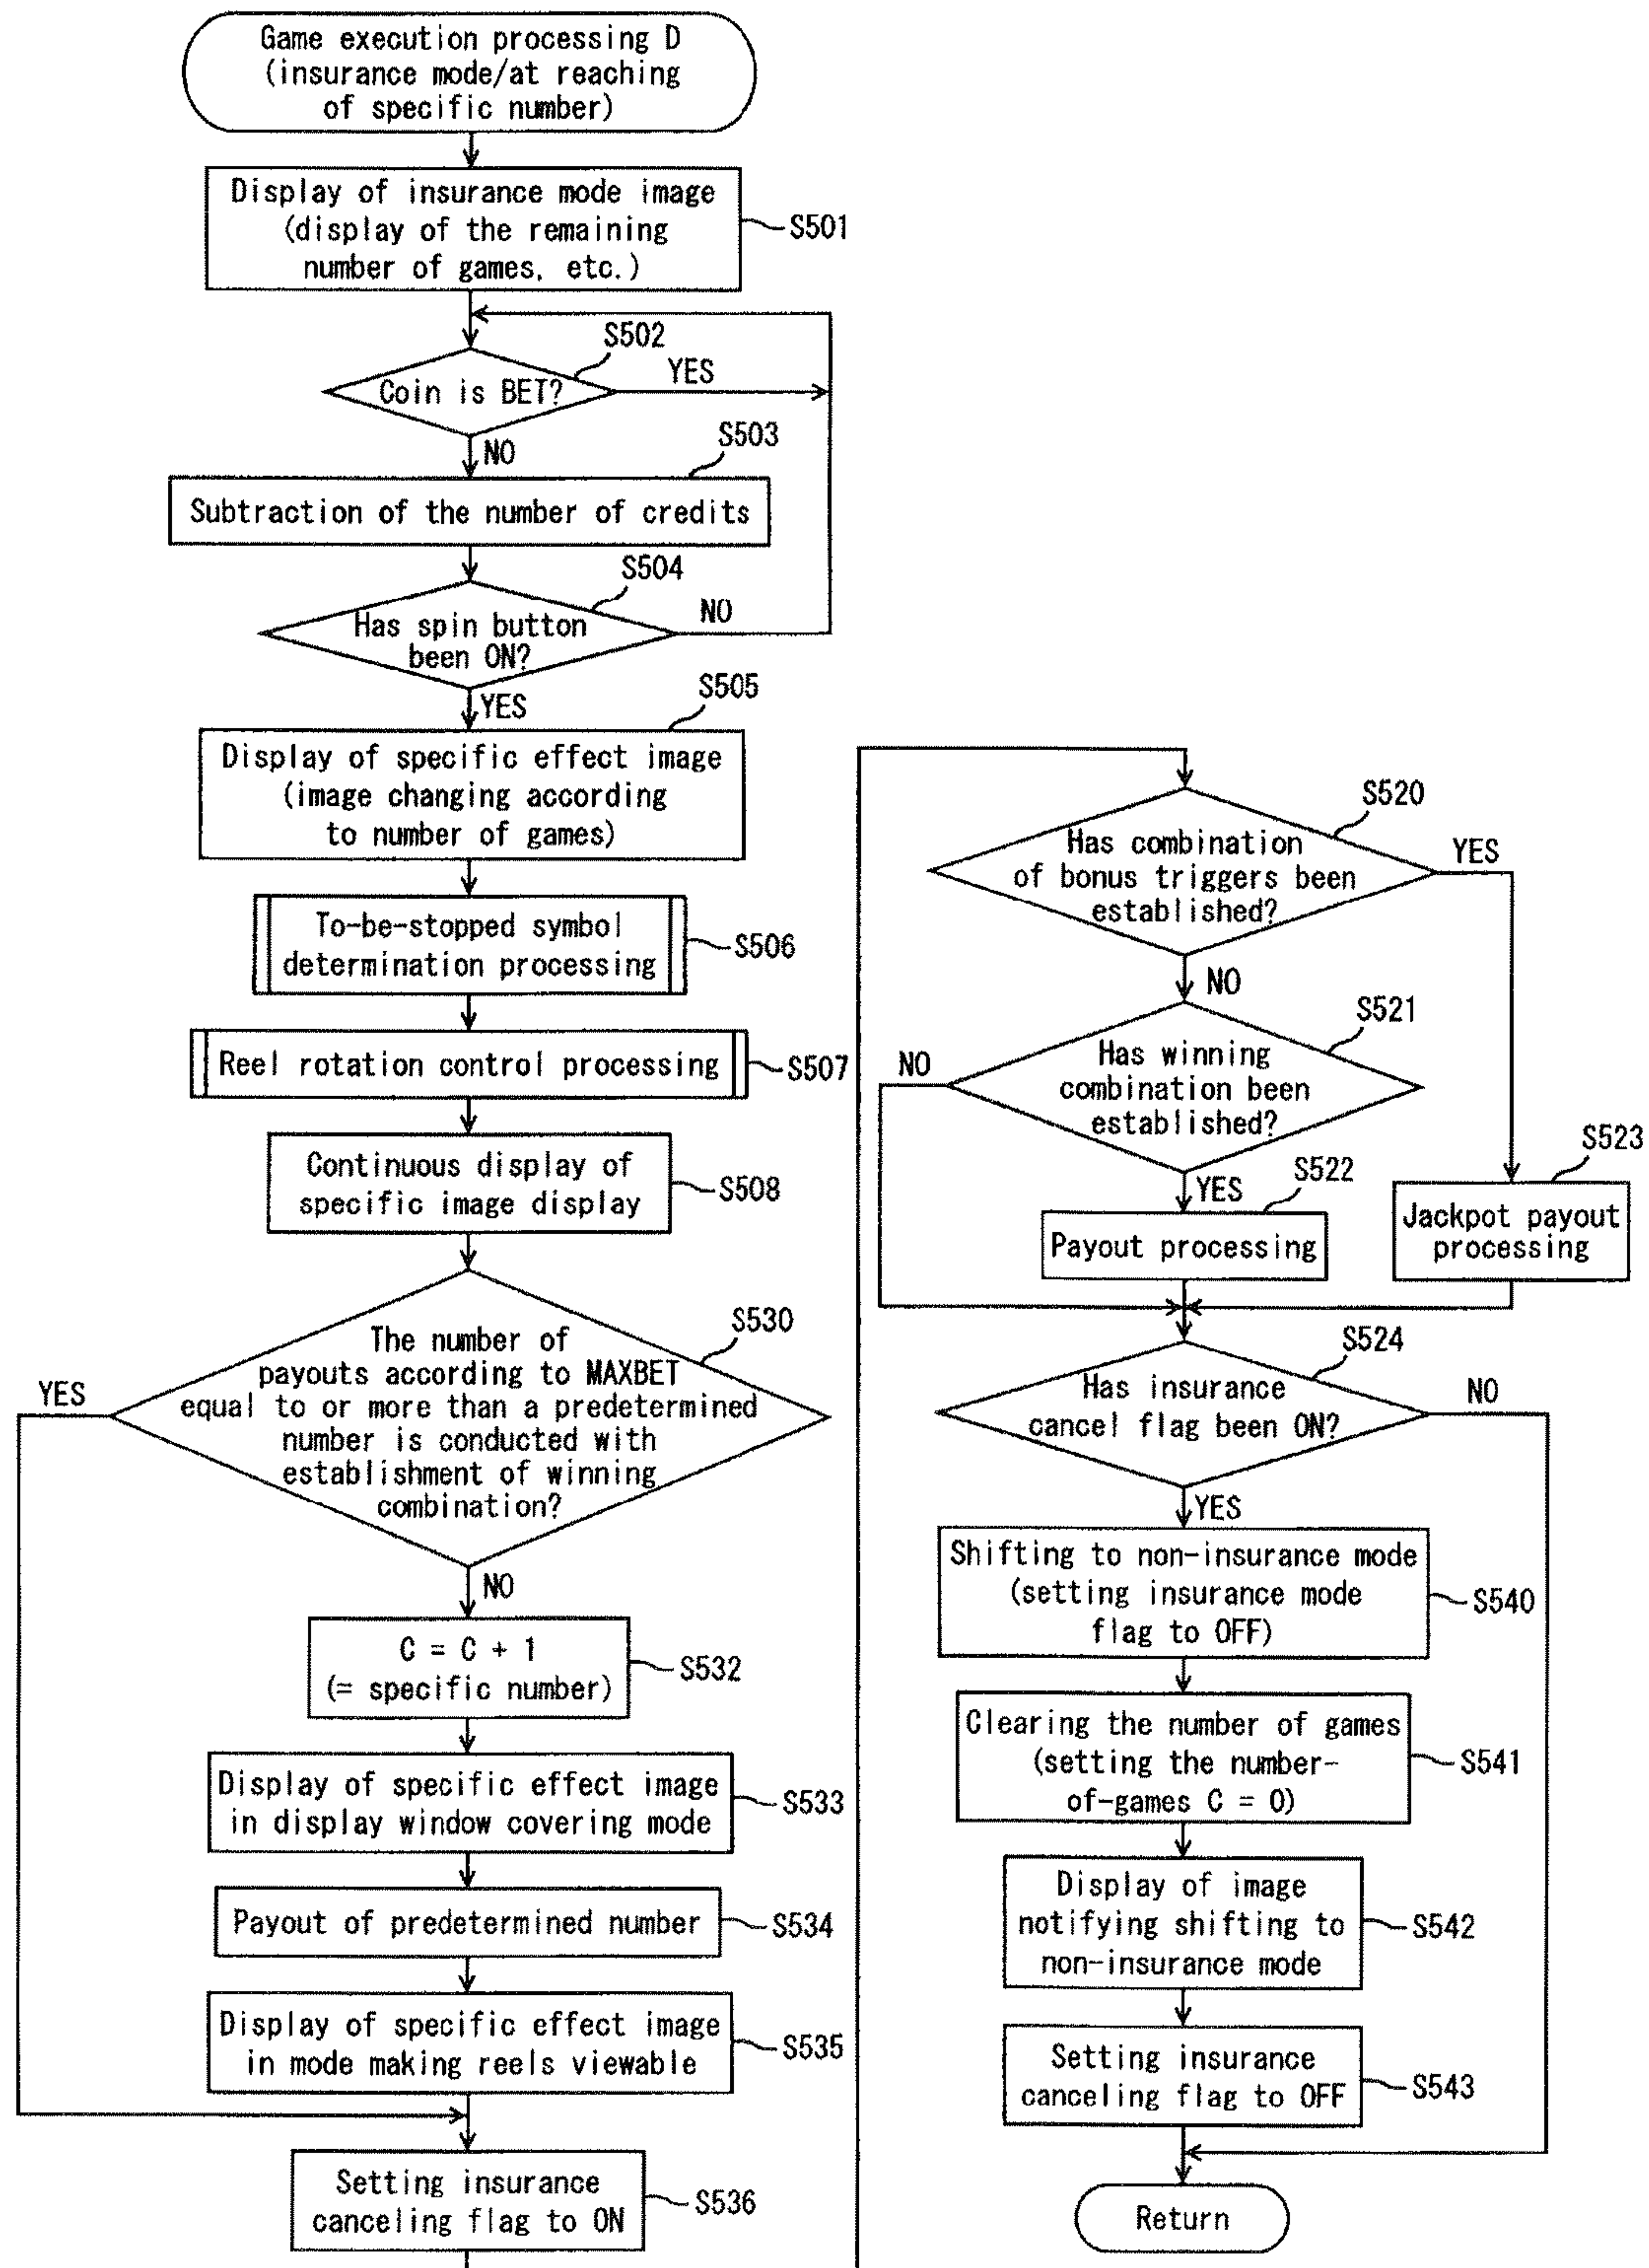 Game execution processing D
(insurance mode/at reaching
of specific number)
Display of insurance mode image
(display of the remaining
number of games, etc.)
S501
S502
Coin is BET?
YES
NO
S503
Subtraction of the number of credits
S504
Has spin button
been ON?
NO
YES
S505
Display of specific effect image
(image changing according
to number of games)
To-be-stopped symbol
determination processing
S506
Reel rotation control processing
S507
Continuous display of
specific image display
S508
S530
The number of
payouts according to MAXBET
equal to or more than a predetermined
number is conducted with
establishment of winning
combination?
YES
NO
C = C + 1
(= specific number)
S532
Display of specific effect image
in display window covering mode
S533
Payout of predetermined number
S534
Display of specific effect image
in mode making reels viewable
S535
Setting insurance
canceling flag to ON
S536
S520
Has combination
of bonus triggers been
established?
YES
NO
S521
Has winning
combination been
established?
NO
YES
S522
Payout processing
S523
Jackpot payout
processing
S524
Has insurance
cancel flag been ON?
NO
YES
Shifting to non-insurance mode
(setting insurance mode
flag to OFF)
S540
Clearing the number of games
(setting the number-
of-games C = 0)
S541
Display of image
notifying shifting to
non-insurance mode
S542
Setting insurance
canceling flag to OFF
S543
Return